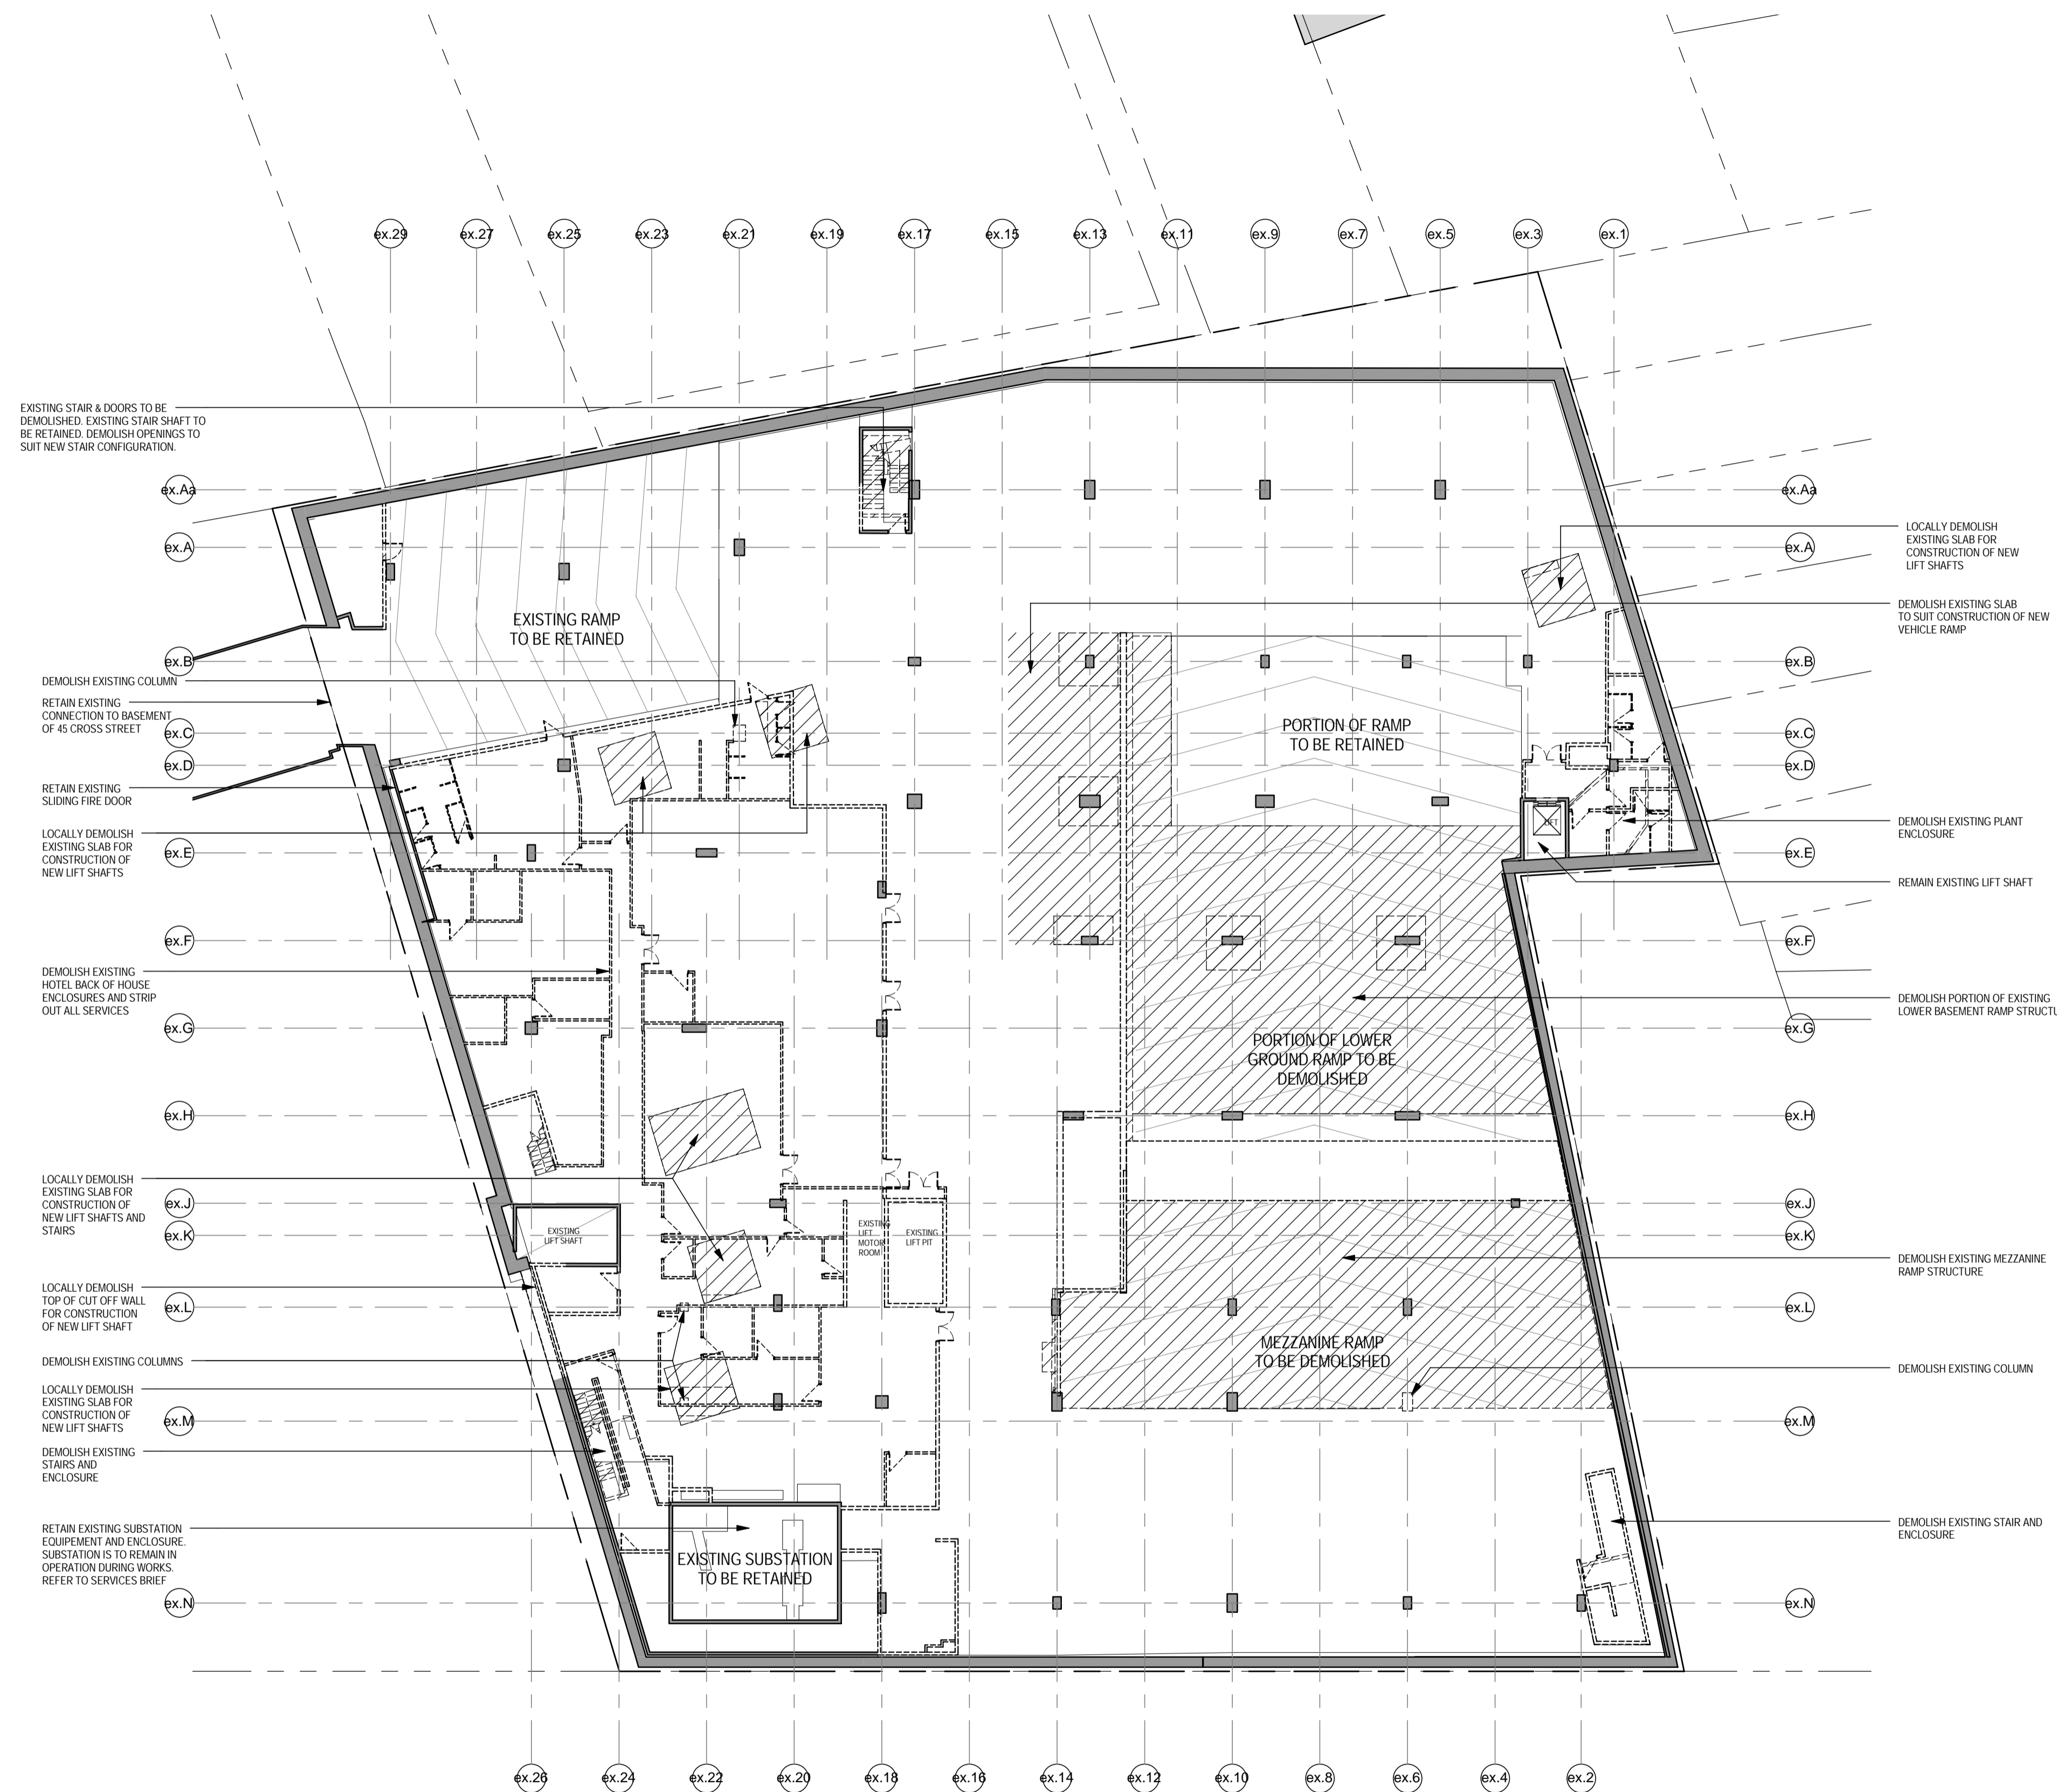 ex.29
ex.27
ex.25
ex.23
ex.21
ex.19
ex.17
ex.15
ex.13
ex.11
ex.9
ex.7
ex.5
ex.3
ex.1
EXISTING STAIR & DOORS TO BE
DEMOLISHED. EXISTING STAIR SHAFT TO
BE RETAINED. DEMOLISH OPENINGS TO
SUIT NEW STAIR CONFIGURATION.
ex.Aa
ex.A
ex.B
DEMOLISH EXISTING COLUMN
RETAIN EXISTING
CONNECTION TO BASEMENT
OF 45 CROSS STREET
ex.C
ex.D
RETAIN EXISTING
SLIDING FIRE DOOR
LOCALLY DEMOLISH
EXISTING SLAB FOR
CONSTRUCTION OF
NEW LIFT SHAFTS
ex.E
ex.F
DEMOLISH EXISTING
HOTEL BACK OF HOUSE
ENCLOSURES AND STRIP
OUT ALL SERVICES
ex.G
ex.H
LOCALLY DEMOLISH
EXISTING SLAB FOR
CONSTRUCTION OF
NEW LIFT SHAFTS AND
STAIRS
ex.J
ex.K
LOCALLY DEMOLISH
TOP OF CUT OFF WALL
FOR CONSTRUCTION
OF NEW LIFT SHAFT
ex.L
DEMOLISH EXISTING COLUMNS
LOCALLY DEMOLISH
EXISTING SLAB FOR
CONSTRUCTION OF
NEW LIFT SHAFTS
ex.M
DEMOLISH EXISTING
STAIRS AND
ENCLOSURE
RETAIN EXISTING SUBSTATION
EQUIPEMENT AND ENCLOSURE.
SUBSTATION IS TO REMAIN IN
OPERATION DURING WORKS.
REFER TO SERVICES BRIEF
ex.N
EXISTING RAMP
TO BE RETAINED
PORTION OF RAMP
TO BE RETAINED
LIFT
PORTION OF LOWER
GROUND RAMP TO BE
DEMOLISHED
EXISTING
LIFT SHAFT
EXISTING
LIFT
MOTOR
ROOM
EXISTING
LIFT PIT
MEZZANINE RAMP
TO BE DEMOLISHED
EXISTING SUBSTATION
TO BE RETAINED
ex.Aa
LOCALLY DEMOLISH
EXISTING SLAB FOR
CONSTRUCTION OF NEW
LIFT SHAFTS
ex.A
DEMOLISH EXISTING SLAB
TO SUIT CONSTRUCTION OF NEW
VEHICLE RAMP
ex.B
ex.C
ex.D
DEMOLISH EXISTING PLANT
ENCLOSURE
ex.E
REMAIN EXISTING LIFT SHAFT
ex.F
DEMOLISH PORTION OF EXISTING
LOWER BASEMENT RAMP STRUCTU
ex.G
ex.H
ex.J
ex.K
DEMOLISH EXISTING MEZZANINE
RAMP STRUCTURE
ex.L
DEMOLISH EXISTING COLUMN
ex.M
DEMOLISH EXISTING STAIR AND
ENCLOSURE
ex.N
ex.26
ex.24
ex.22
ex.20
ex.18
ex.16
ex.14
ex.12
ex.10
ex.8
ex.6
ex.4
ex.2